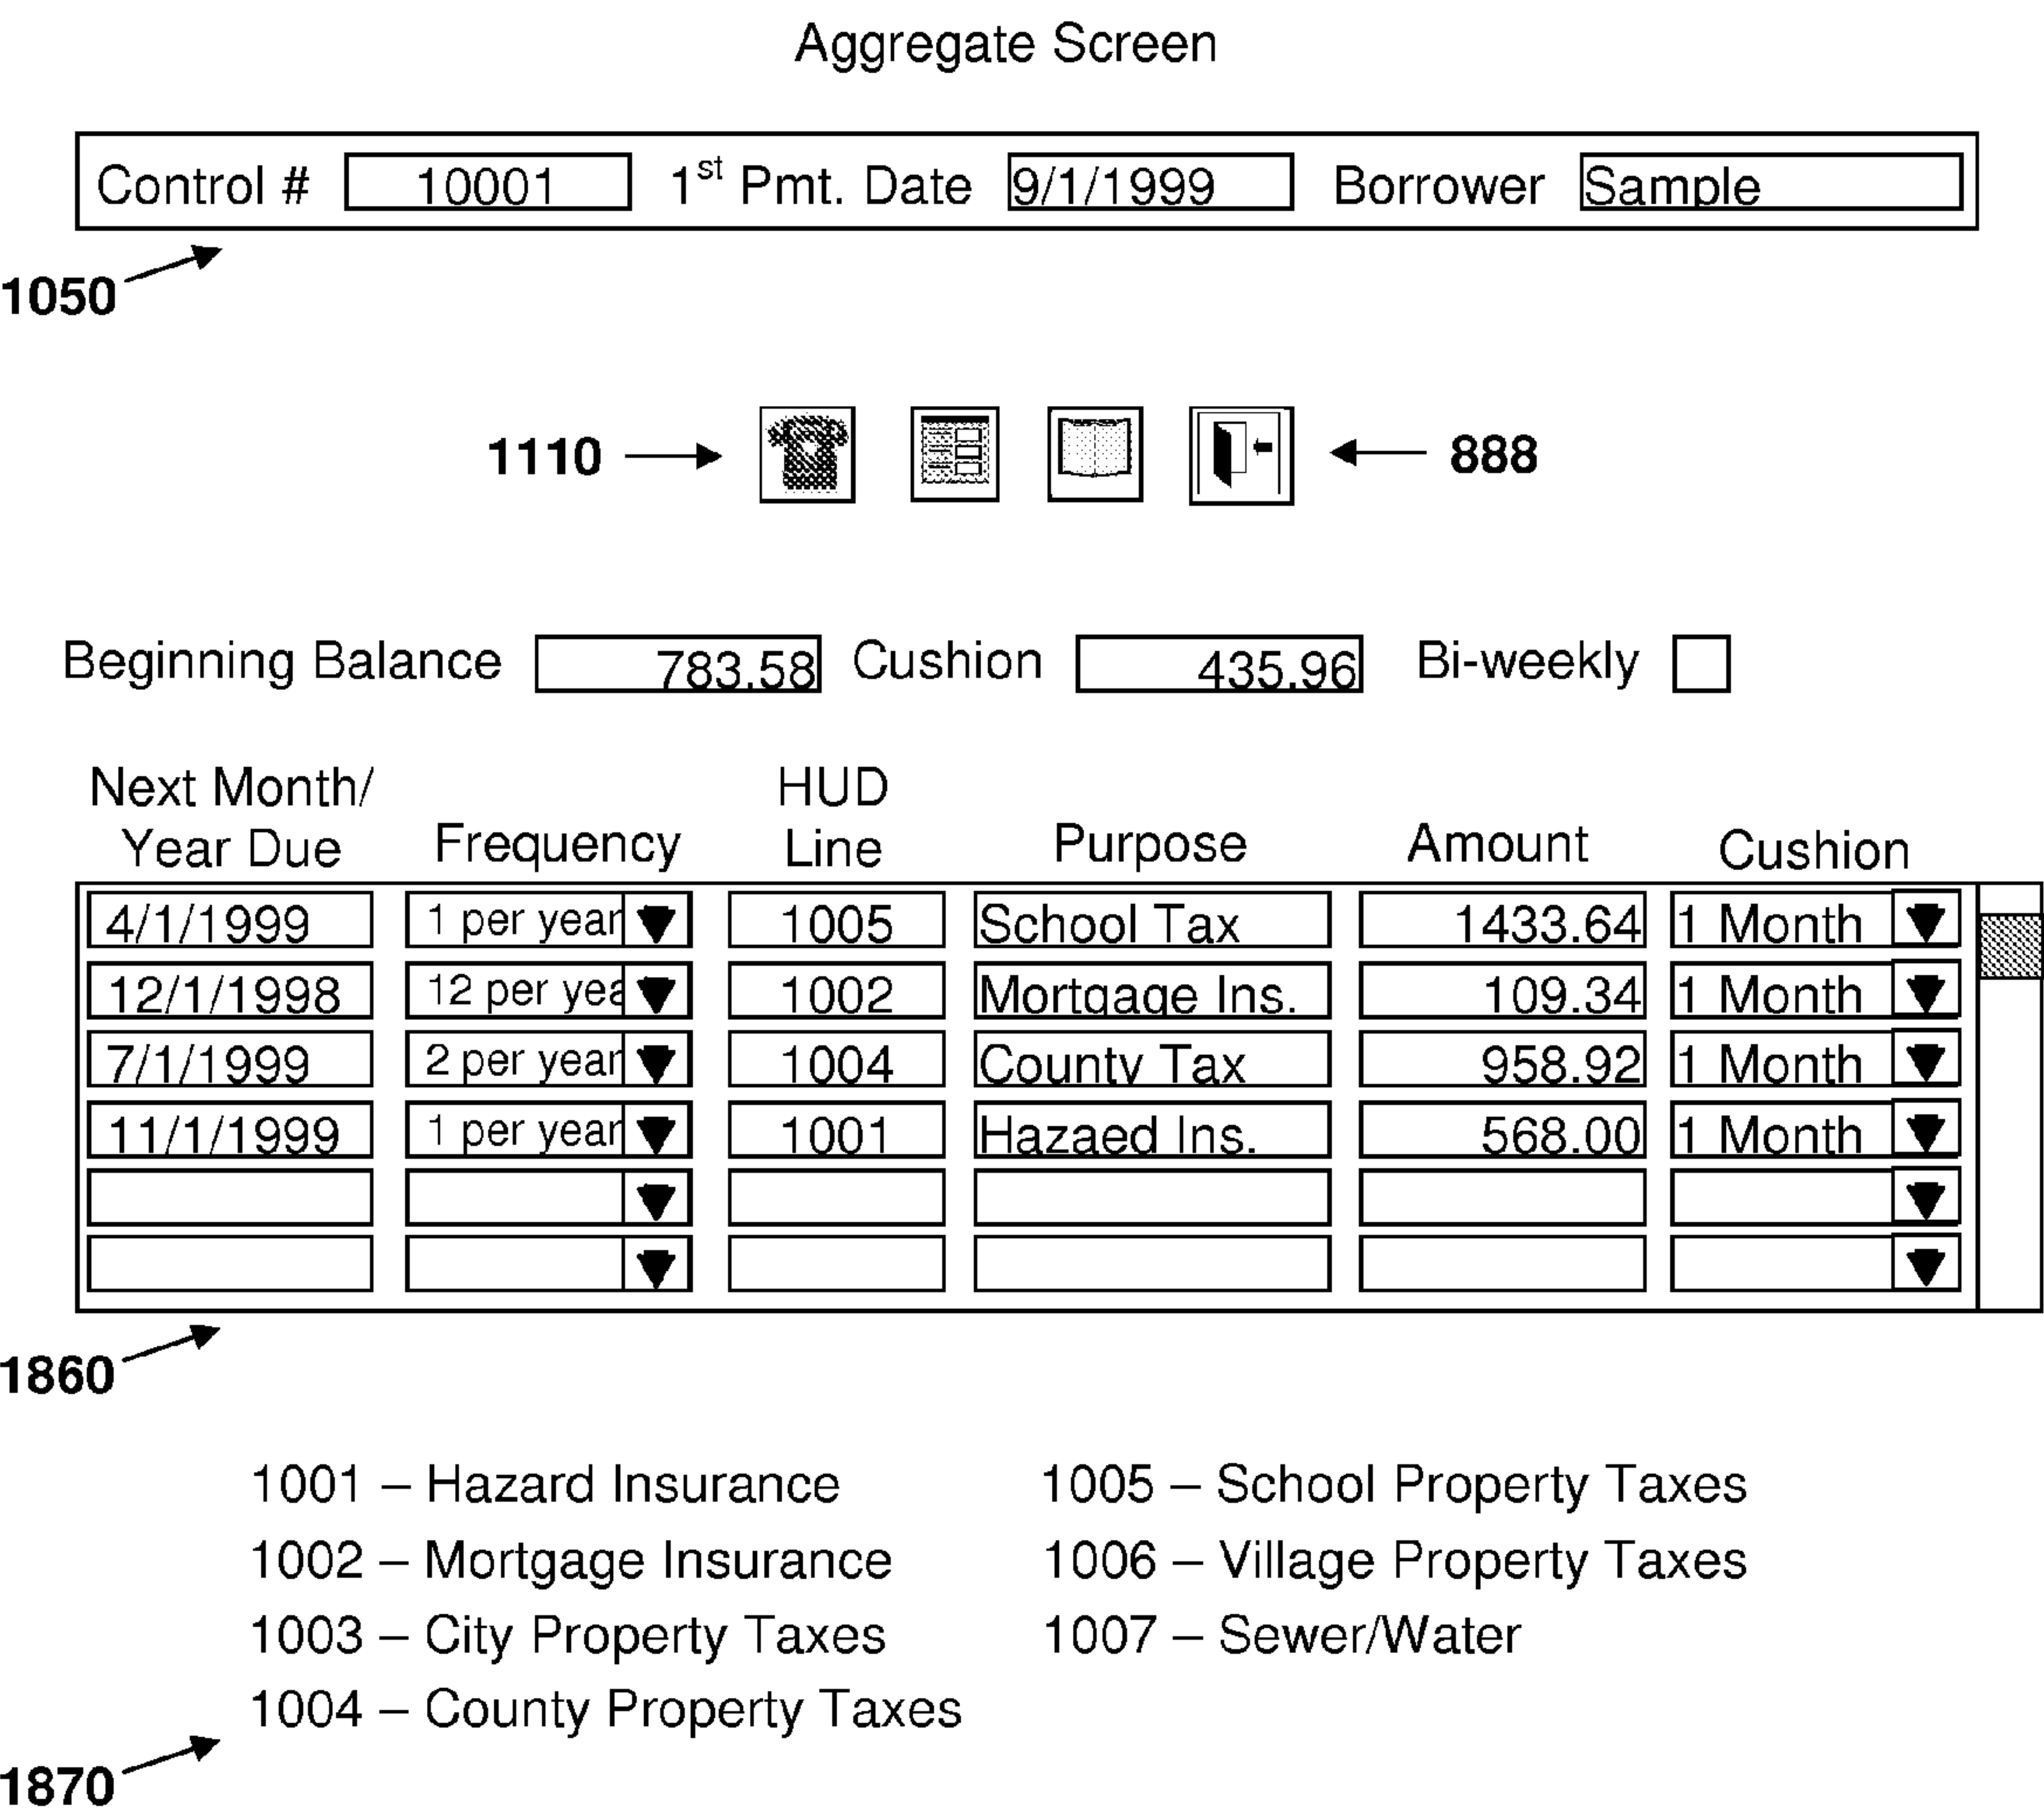 Aggregate Screen
Control # 10001 1st Pmt. Date 9/1/1999 Borrower Sample
1050
1110 888
Beginning Balance 783.58 Cushion 435.96 Bi-weekly
Next Month/ Year Due Frequency HUD Line Purpose Amount Cushion
4/1/1999 1 per year 1005 School Tax 1433.64 1 Month
12/1/1998 12 per yea 1002 Mortgage Ins. 109.34 1 Month
7/1/1999 2 per year 1004 County Tax 958.92 1 Month
11/1/1999 1 per year 1001 Hazaed Ins. 568.00 1 Month
1860
1001 – Hazard Insurance 1005 – School Property Taxes
1002 – Mortgage Insurance 1006 – Village Property Taxes
1003 – City Property Taxes 1007 – Sewer/Water
1004 – County Property Taxes
1870